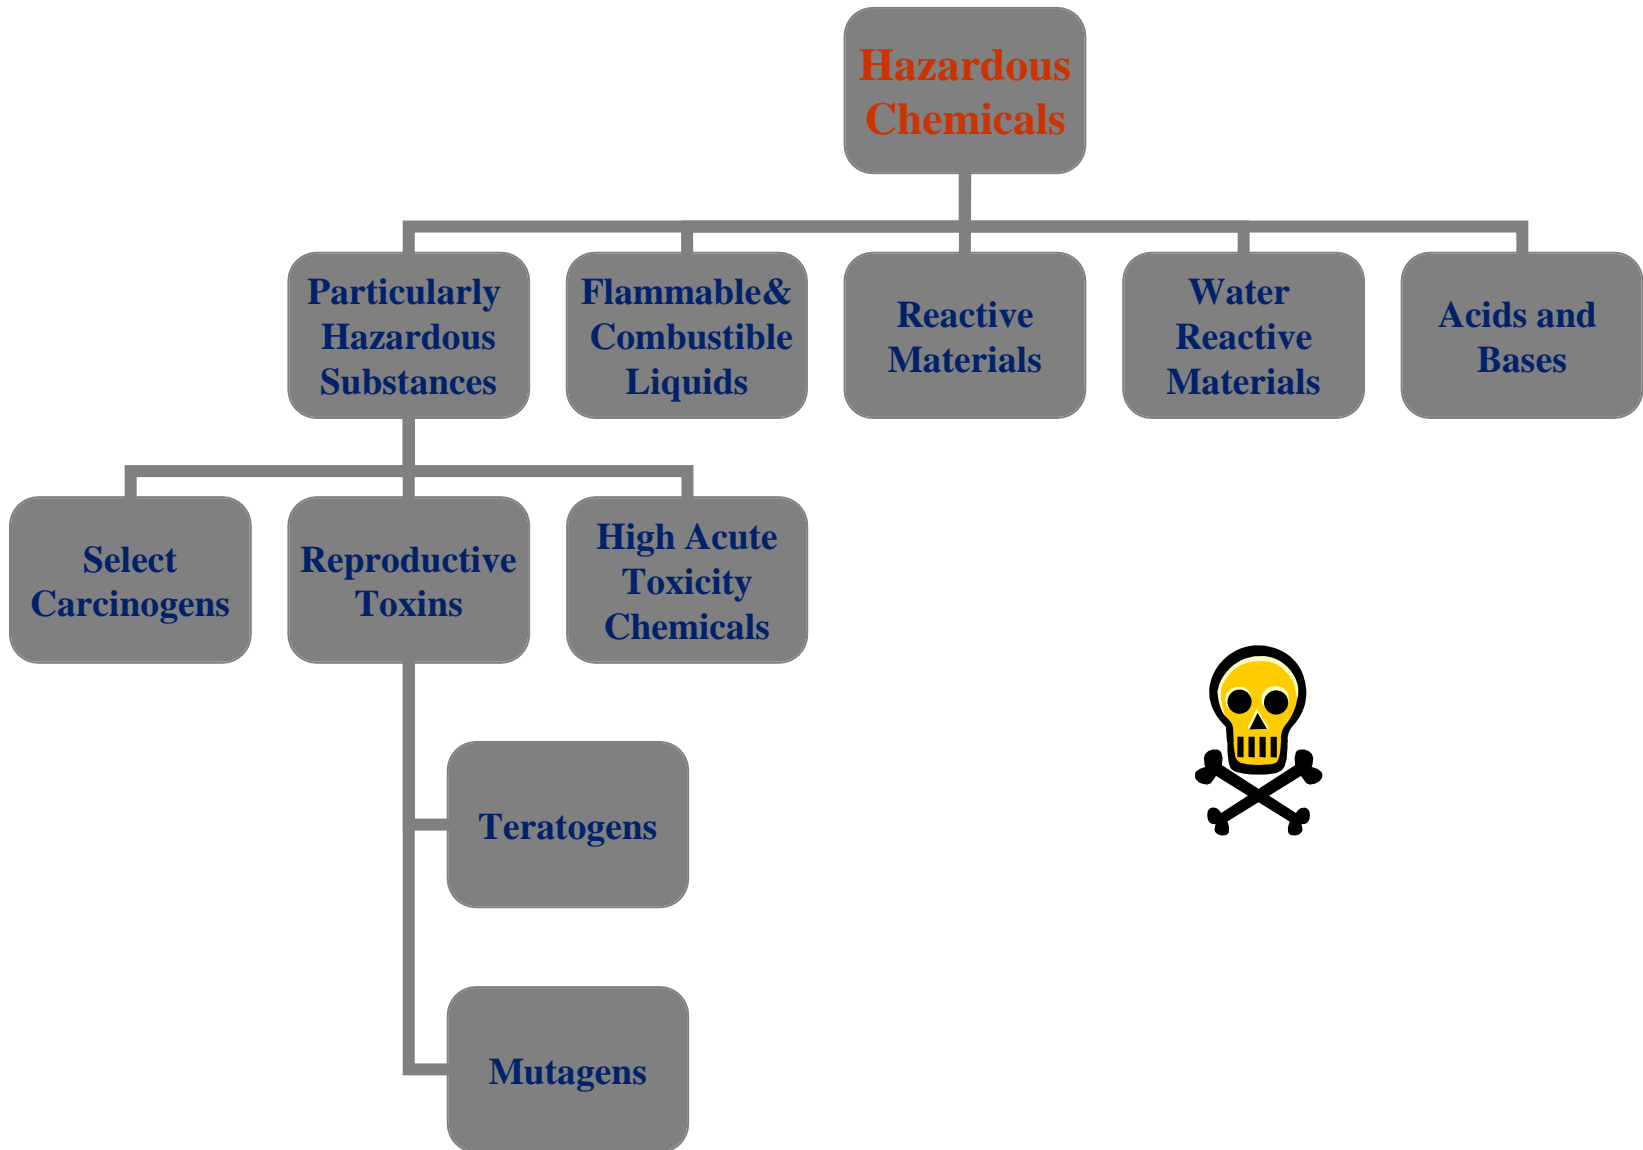 Hazardous
Chemicals
Particularly
Hazardous
Substances
Flammable&
Combustible
Liquids
Reactive
Materials
Water
Reactive
Materials
Acids and
Bases
Select
Carcinogens
Reproductive
Toxins
High Acute
Toxicity
Chemicals
Teratogens
Mutagens